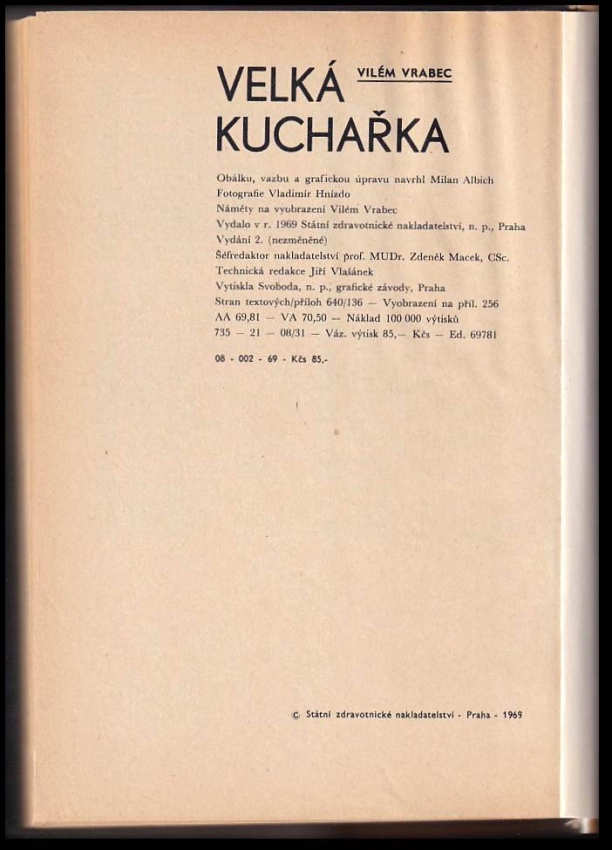 VELKÁ VILÉM VRABEC
KUCHAŘKA
Obálku, vazbu a grafickou úpravu navrhl Milan Albich
Fotografie Vladimír Hnízdo
Náměty na vyobrazení Vilém Vrabec
Vydalo v r. 1969 Státní zdravotnické nakladatelství, n. p., Praha
Vydání 2. (nezměněné)
Šéfredaktor nakladatelství prof. MUDr. Zdeněk Macek, CSc.
Technická redakce Jiří Vlašánek
Vytiskla Svoboda, n. p., grafické závody, Praha
Stran textových/příloh 640/136 — Vyobrazení na příl. 256
AA 69,81 — VA 70,50 — Náklad 100 000 výtisků
735 — 21 — 08/31 — Váz. výtisk 85,— Kčs — Ed. 69781
08 - 002 - 69 - Kčs 85,-
© Státní zdravotnické nakladatelství - Praha - 1969